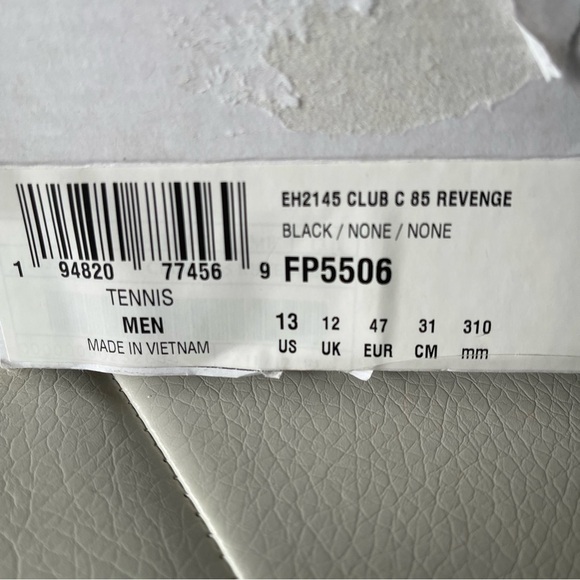 EH2145 CLUB C 85 REVENGE
BLACK / NONE / NONE
1 94820 77456 9
FP5506
TENNIS
MEN
MADE IN VIETNAM
13 12 47 31 310
US UK EUR CM mm